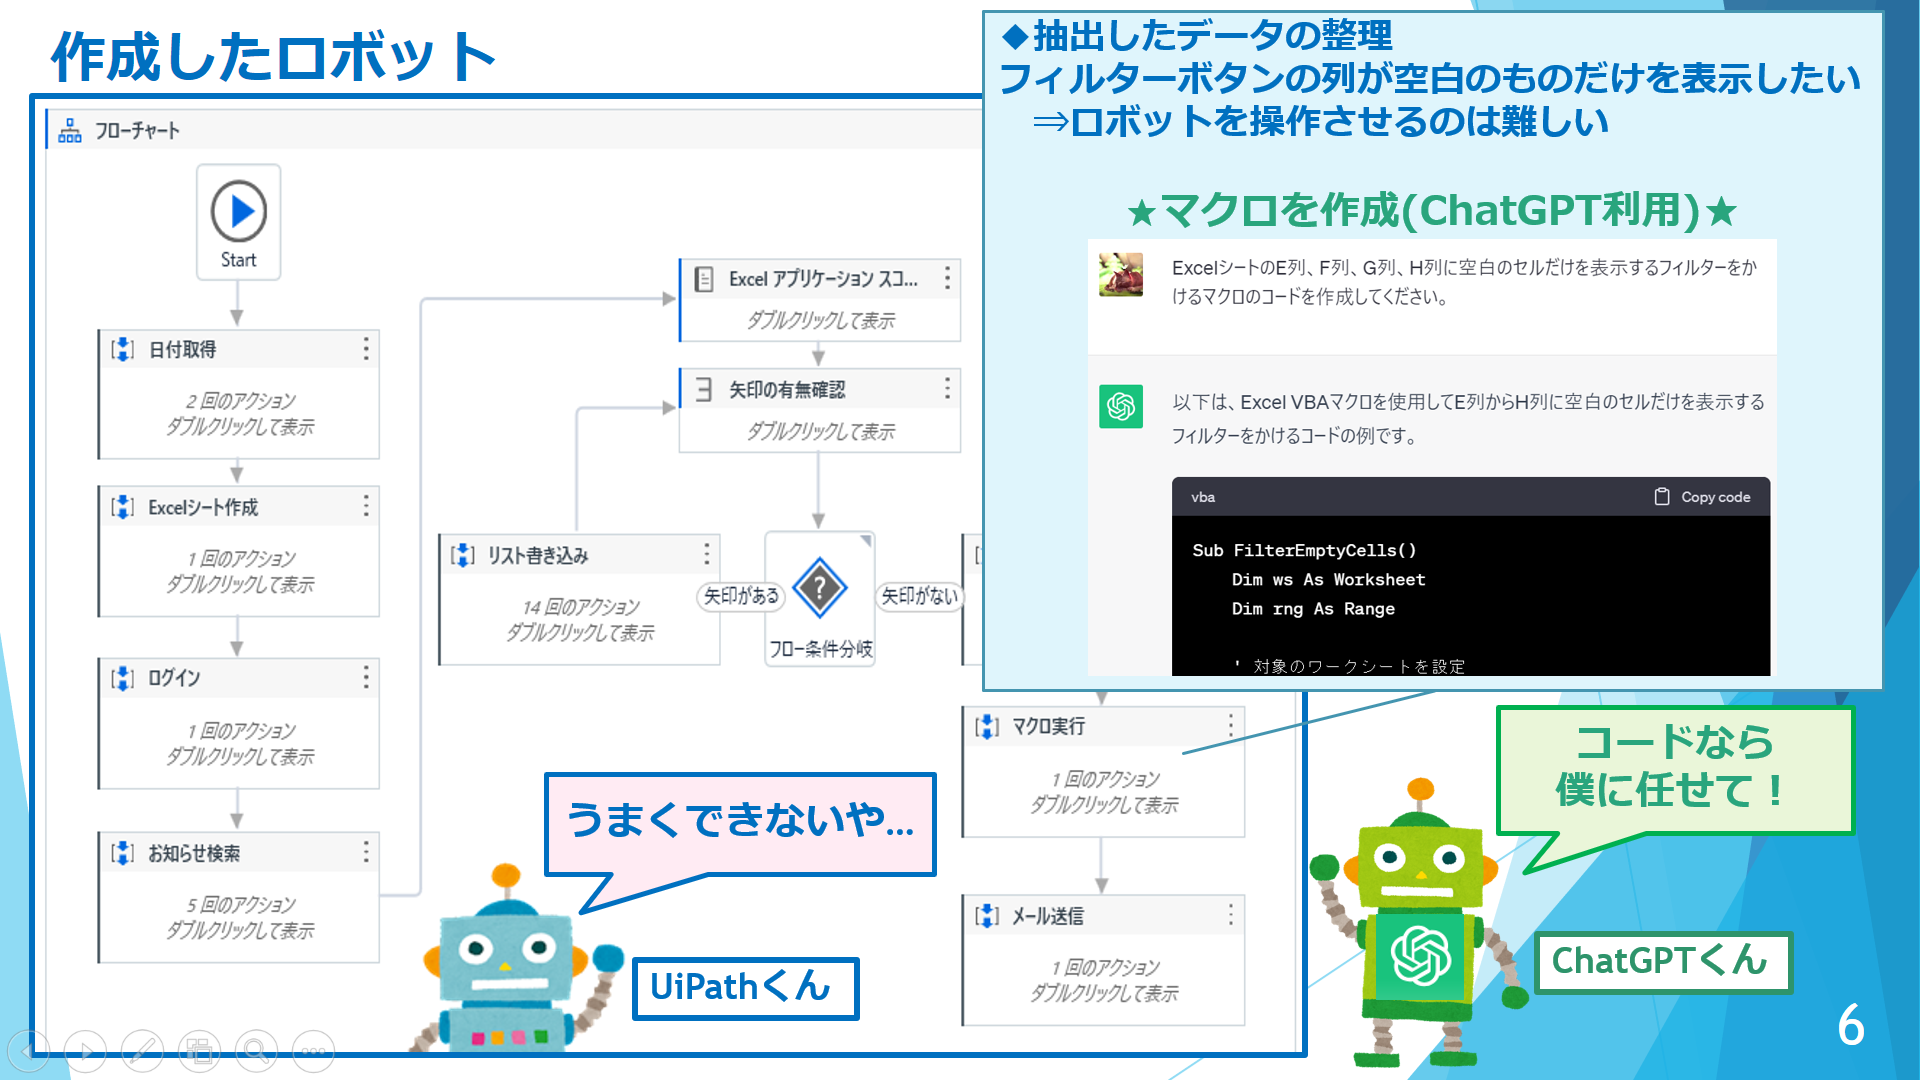 作成したロボット
フローチャート
Start
日付取得
2 回のアクション
ダブルクリックして表示
Excelシート作成
1 回のアクション
ダブルクリックして表示
ログイン
1 回のアクション
ダブルクリックして表示
お知らせ検索
5 回のアクション
ダブルクリックして表示
Excel アプリケーション スコ...
ダブルクリックして表示
矢印の有無確認
ダブルクリックして表示
リスト書き込み
14 回のアクション
ダブルクリックして表示
矢印がある
フロー条件分岐
矢印がない
マクロ実行
1 回のアクション
ダブルクリックして表示
メール送信
1 回のアクション
ダブルクリックして表示
◆抽出したデータの整理
フィルターボタンの列が空白のものだけを表示したい
⇒ロボットを操作させるのは難しい
★マクロを作成(ChatGPT利用)★
ExcelシートのE列、F列、G列、H列に空白のセルだけを表示するフィルターをか
けるマクロのコードを作成してください。
以下は、Excel VBAマクロを使用してE列からH列に空白のセルだけを表示する
フィルターをかけるコードの例です。
vba
Copy code
Sub FilterEmptyCells()
Dim ws As Worksheet
Dim rng As Range
' 対象のワークシートを設定
うまくできないや...
UiPathくん
コードなら
僕に任せて！
ChatGPTくん
6